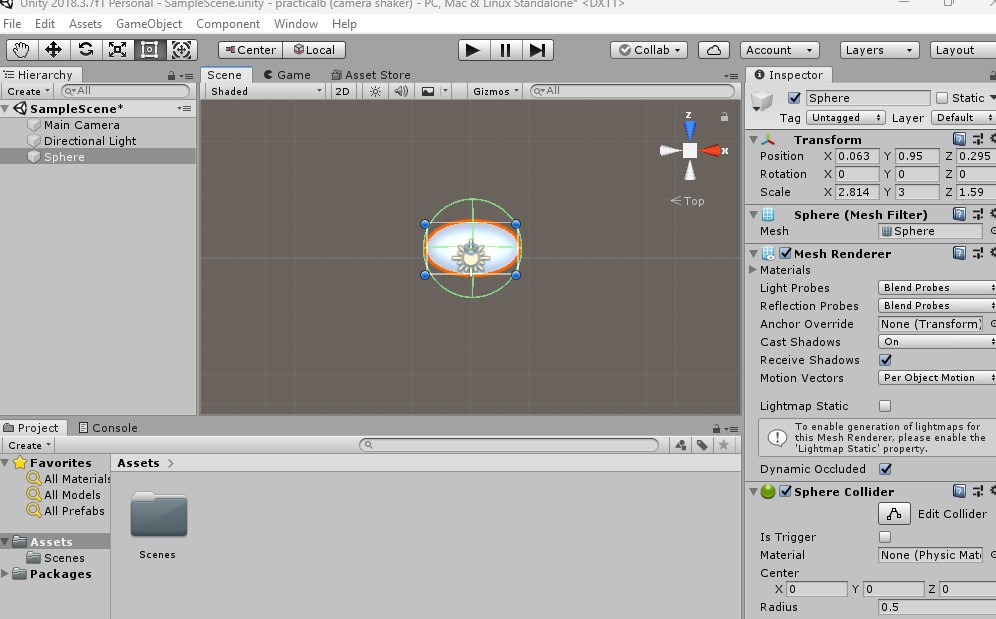 Unity 2018.3.7f1 Personal - SampleScene.unity - practical6 (camera shaker) - PC, Mac & Linux Standalone* <DX11>
File Edit Assets GameObject Component Window Help
Center Local Collab Account Layers Layout
Hierarchy
Create All
SampleScene*
Main Camera
Directional Light
Sphere
Scene Game Asset Store
Shaded 2D Gizmos All
z
x
Top
Inspector
Sphere Static
Tag Untagged Layer Default
Transform
Position X 0.063 Y 0.95 Z 0.295
Rotation X 0 Y 0 Z 0
Scale X 2.814 Y 3 Z 1.59
Sphere (Mesh Filter)
Mesh Sphere
Mesh Renderer
Materials
Light Probes Blend Probes
Reflection Probes Blend Probes
Anchor Override None (Transform)
Cast Shadows On
Receive Shadows
Motion Vectors Per Object Motion
Lightmap Static
To enable generation of lightmaps for
this Mesh Renderer, please enable the
'Lightmap Static' property.
Dynamic Occluded
Sphere Collider
Edit Collider
Is Trigger
Material None (Physic Mat
Center
X 0 Y 0 Z 0
Radius 0.5
Project Console
Create
Favorites
All Materials
All Models
All Prefabs
Assets
Scenes
Packages
Assets
Scenes